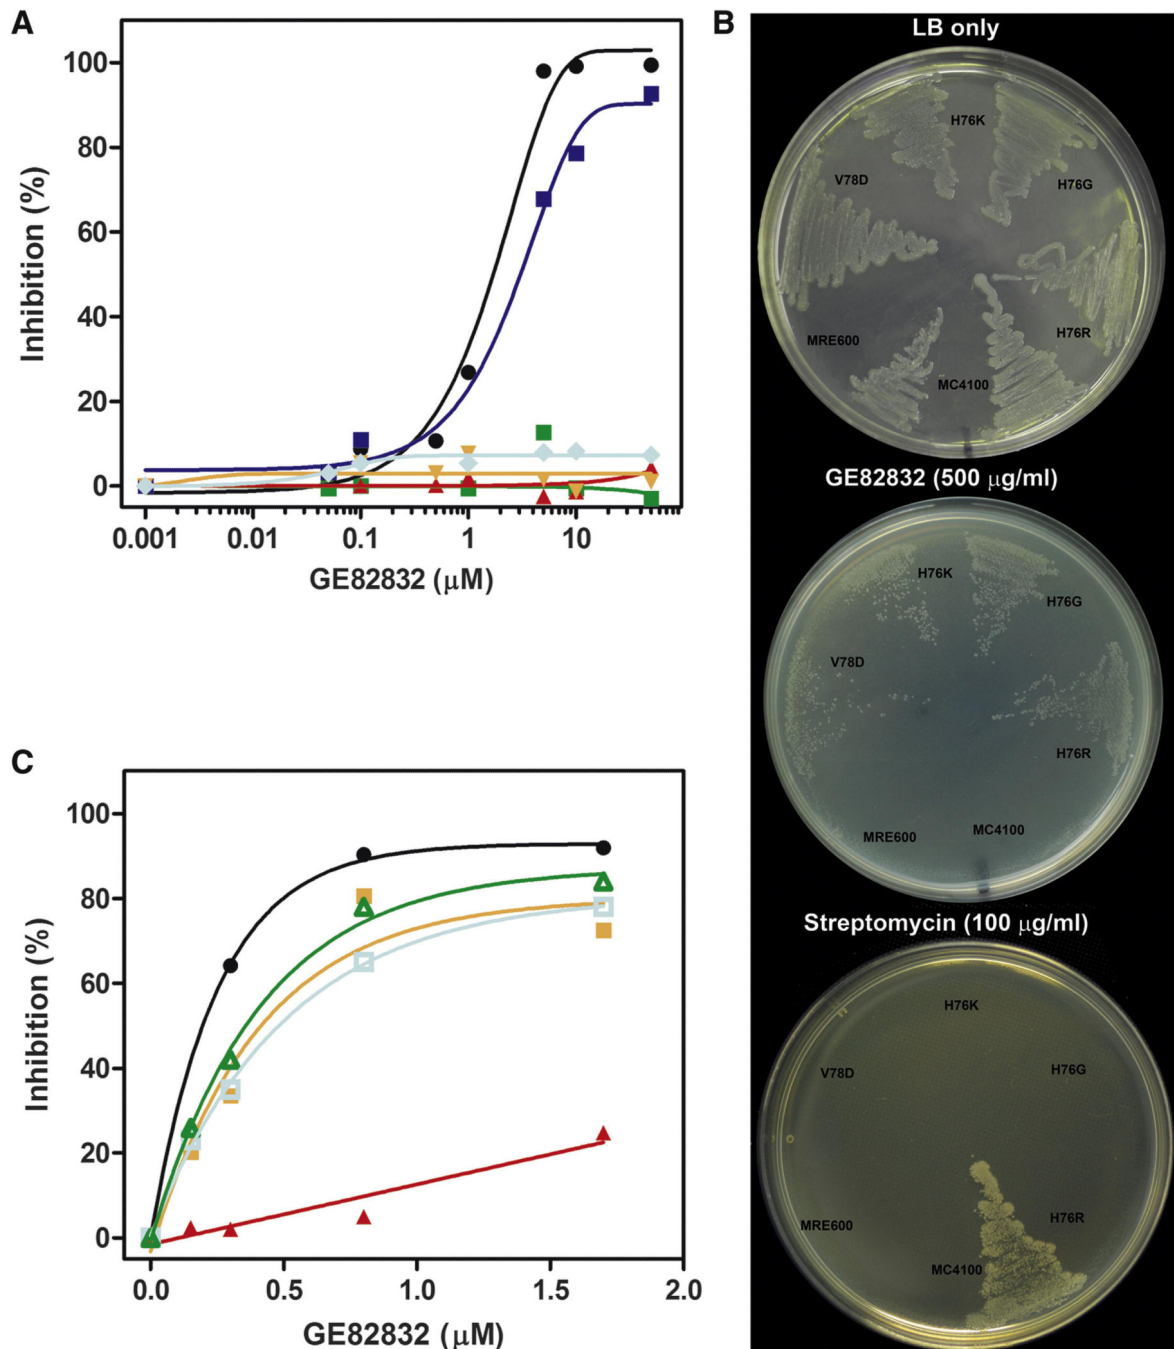 A
Inhibition (%)
100
80
60
40
20
0
0.001 0.01 0.1 1 10
GE82832 (μM)
B
LB only
H76K
V78D
H76G
MRE600
H76R
MC4100
GE82832 (500 μg/ml)
H76K
H76G
V78D
H76R
MRE600
MC4100
Streptomycin (100 μg/ml)
H76K
V78D
H76G
MRE600
H76R
MC4100
C
Inhibition (%)
100
80
60
40
20
0
0.0 0.5 1.0 1.5 2.0
GE82832 (μM)